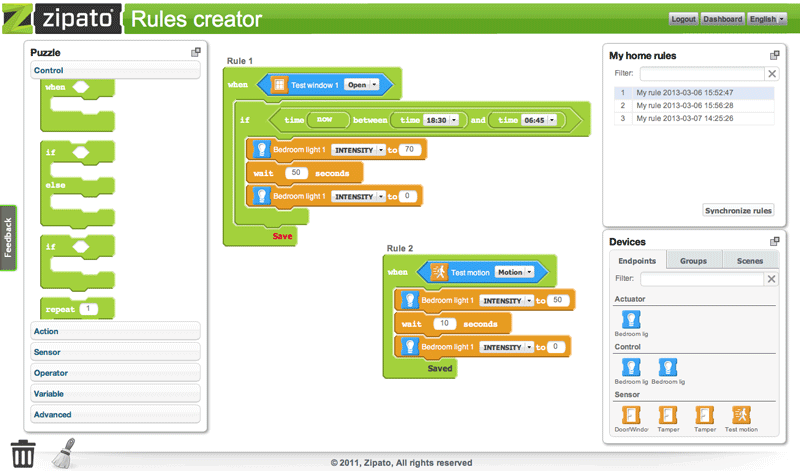 zipato Rules creator
Logout Dashboard English
Puzzle
Control
when
if
else
if
repeat 1
Action
Sensor
Operator
Variable
Advanced
Feedback
Rule 1
when Test window 1 Open
if time now between time 18:30 and time 06:45
Bedroom light 1 INTENSITY to 70
wait 50 seconds
Bedroom light 1 INTENSITY to 0
Save
Rule 2
when Test motion Motion
Bedroom light 1 INTENSITY to 50
wait 10 seconds
Bedroom light 1 INTENSITY to 0
Saved
My home rules
Filter:
1 My rule 2013-03-06 15:52:47
2 My rule 2013-03-06 15:56:28
3 My rule 2013-03-07 14:25:26
Synchronize rules
Devices
Endpoints Groups Scenes
Filter:
Actuator
Bedroom lig
Control
Bedroom lig Bedroom lig
Sensor
Door/Windo Tamper Tamper Test motion
© 2011, Zipato, All rights reserved